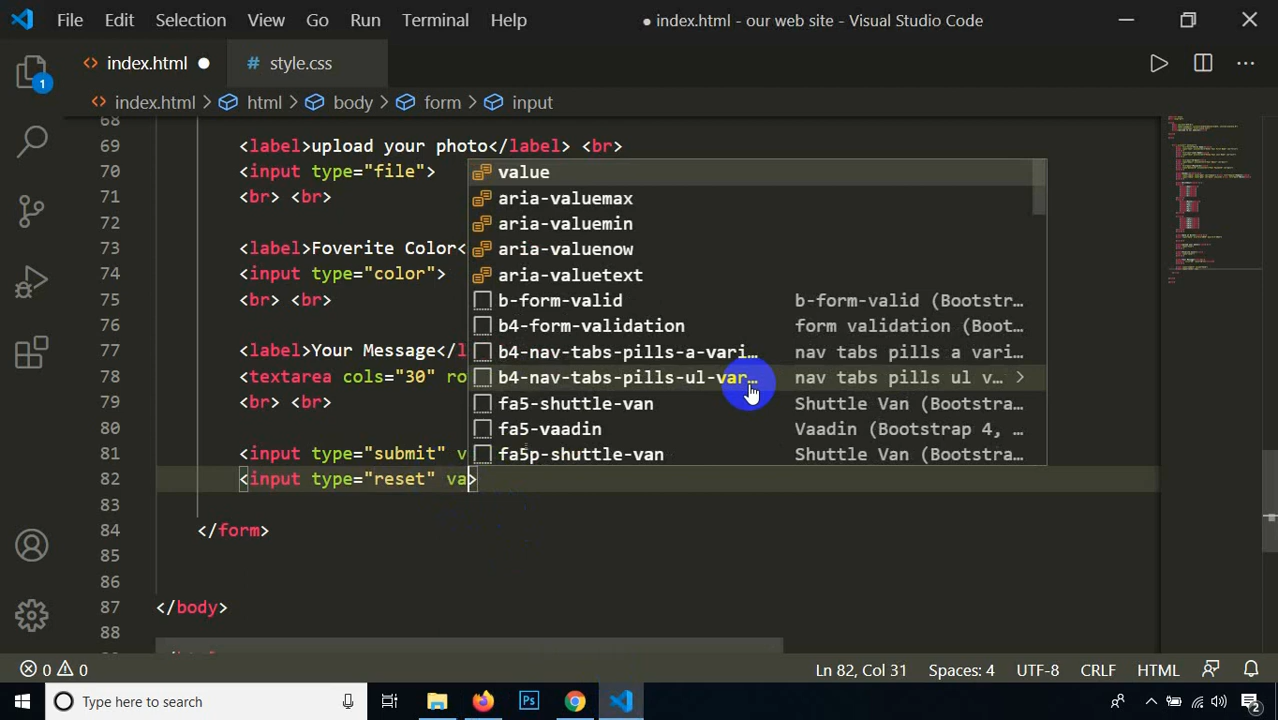 File Edit Selection View Go Run Terminal Help ● index.html - our web site - Visual Studio Code
index.html ● # style.css
index.html > html > body > form > input
68
69 <label>upload your photo</label> <br>
70 <input type="file">
71 <br> <br>
72
73 <label>Foverite Color<
74 <input type="color">
75 <br> <br>
76
77 <label>Your Message</l
78 <textarea cols="30" ro
79 <br> <br>
80
81 <input type="submit" v
82 <input type="reset" va>
83
84 </form>
85
86
87 </body>
88
value
aria-valuemax
aria-valuemin
aria-valuenow
aria-valuetext
b-form-valid b-form-valid (Bootstr…
b4-form-validation form validation (Boot…
b4-nav-tabs-pills-a-vari… nav tabs pills a vari…
b4-nav-tabs-pills-ul-var… nav tabs pills ul v… >
fa5-shuttle-van Shuttle Van (Bootstra…
fa5-vaadin Vaadin (Bootstrap 4, …
fa5p-shuttle-van Shuttle Van (Bootstra…
1
0 0 Ln 82, Col 31 Spaces: 4 UTF-8 CRLF HTML
Type here to search Ps 2